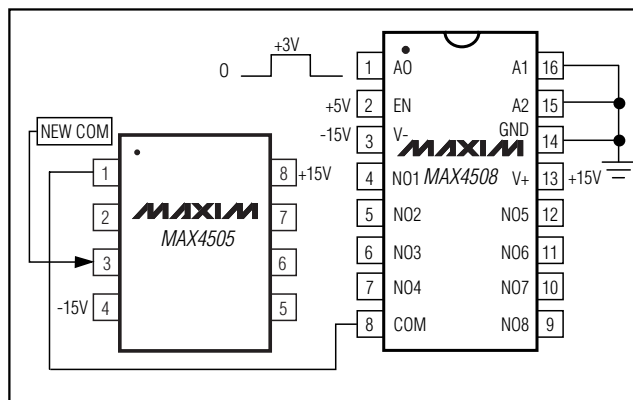 +3V
0
1 A0 A1 16
+5V 2 EN A2 15
-15V 3 V- GND 14
MAXIM
4 NO1 MAX4508 V+ 13 +15V
5 NO2 NO5 12
6 NO3 NO6 11
7 NO4 NO7 10
8 COM NO8 9
NEW COM
1 8 +15V
2 MAXIM 7
MAX4505
3 6
-15V 4 5